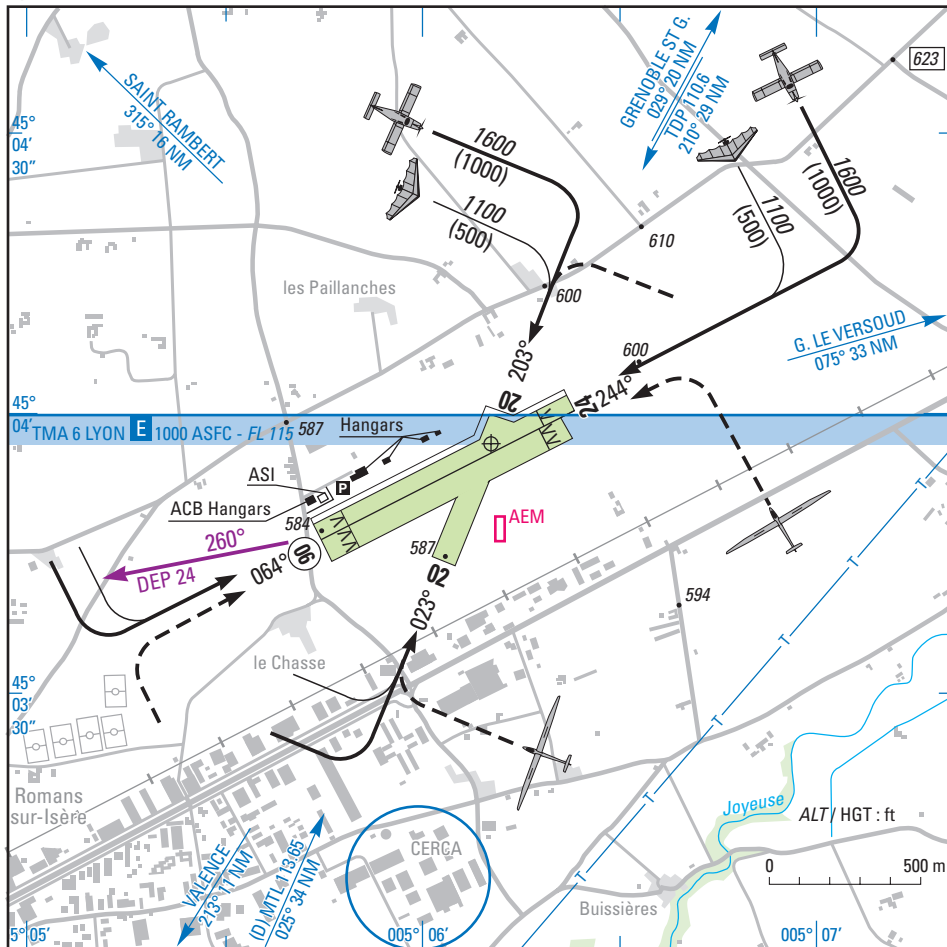 623
GRENOBLE ST G.
029° 20 NM
TDP 110.6
210° 29 NM
SAINT RAMBERT
315° 16 NM
45°
04'
30"
1600
(1000)
1100
(500)
1600
(1000)
1100
(500)
610
600
les Paillanches
G. LE VERSOUD
075° 33 NM
600
203°
20
244°
24
45°
04'
TMA 6 LYON E 1000 ASFC - FL 115
587
Hangars
ASI
P
ACB Hangars
584
AEM
260°
DEP 24
064°
06
587
02
023°
594
le Chasse
45°
03'
30"
Romans
sur-Isère
Joyeuse
ALT / HGT : ft
CERCA
VALENCE
213° 11 NM
(D) MTL 113.65
025° 34 NM
0 500 m
Buissières
T
T
T
T
5° 05'
005° 06'
005° 07'